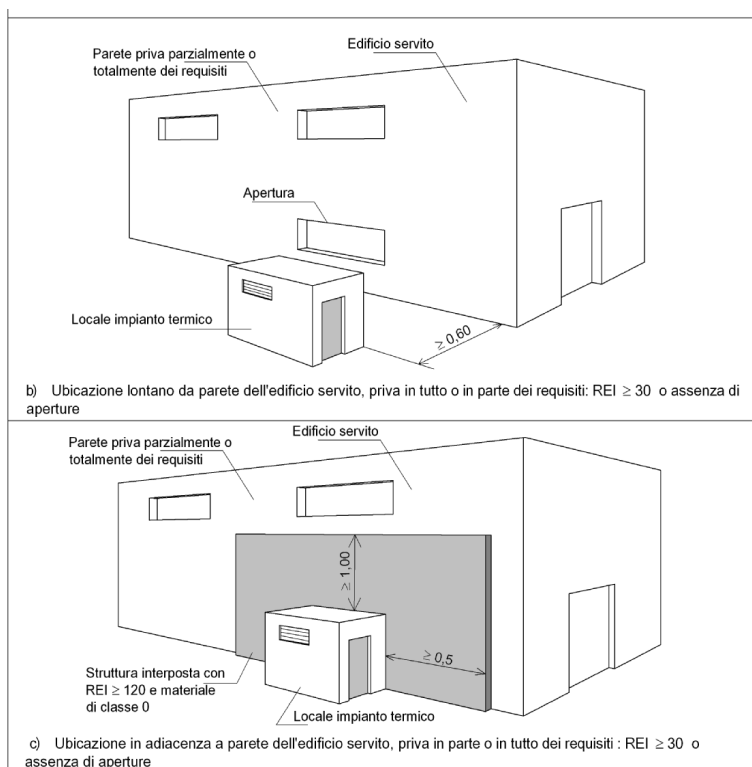 Parete priva parzialmente o
totalmente dei requisiti
Edificio servito
Apertura
Locale impianto termico
≥ 0,60
b) Ubicazione lontano da parete dell'edificio servito, priva in tutto o in parte dei requisiti: REI ≥ 30 o assenza di
aperture
Parete priva parzialmente o
totalmente dei requisiti
Edificio servito
≥ 1,00
≥ 0,5
Struttura interposta con
REI ≥ 120 e materiale
di classe 0
Locale impianto termico
c) Ubicazione in adiacenza a parete dell'edificio servito, priva in parte o in tutto dei requisiti : REI ≥ 30 o
assenza di aperture